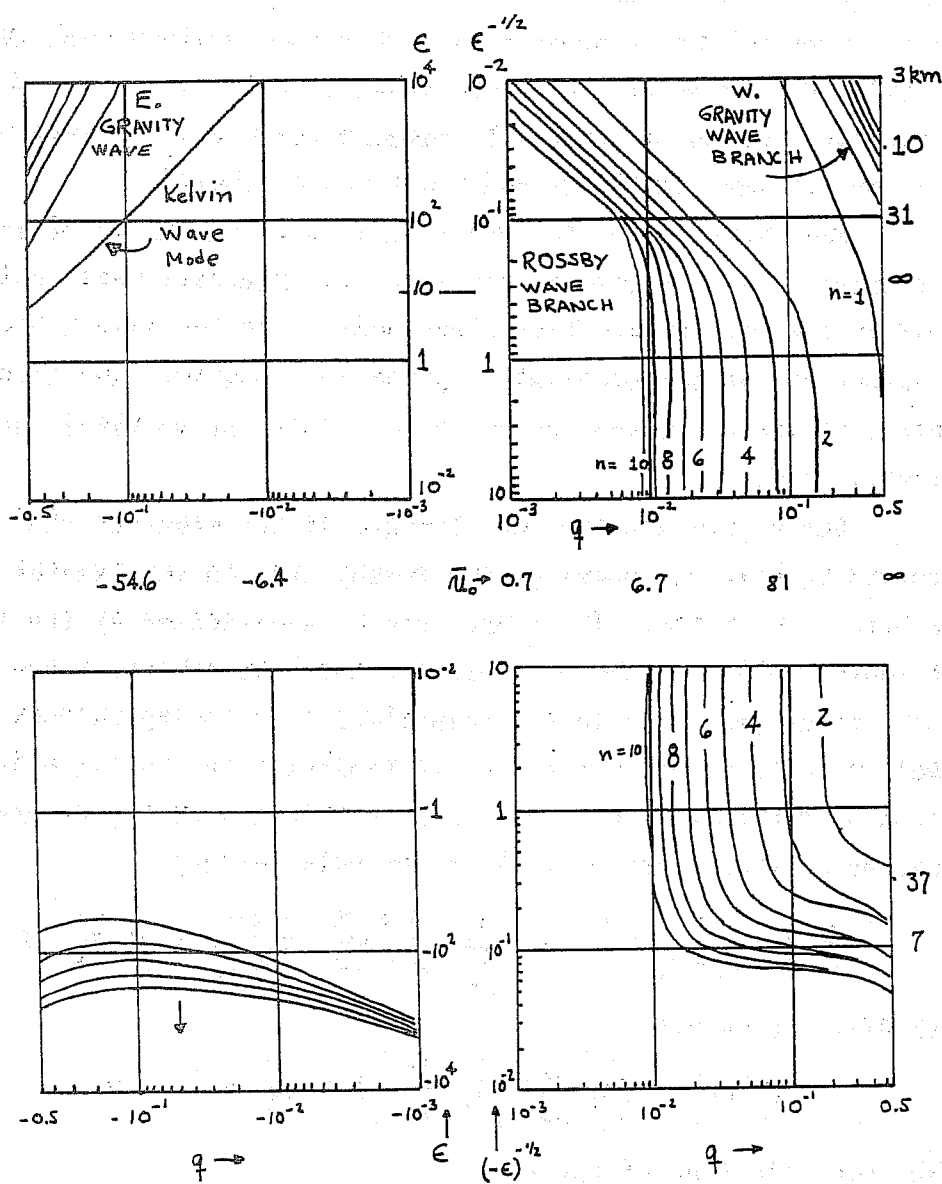 ε ε^-1/2
10^4 10^-2 3 km
E. GRAVITY WAVE
W. GRAVITY WAVE BRANCH
10
Kelvin Wave Mode
10^2 10^-1 31
ROSSBY WAVE BRANCH
10 n=1 ∞
1 1
n= 10 8 6 4 2
10^-2 10
-0.5 -10^-1 -10^-2 -10^-3 10^-3 10^-2 0.5
q →
-54.6 -6.4 ū₀→ 0.7 6.7 81 ∞
-10^-2 10
n=10 8 6 4 2
-1 1
37
-10^2 10^-1 7
-10^4 10^-2
-0.5 -10^-1 -10^-2 -10^-3 10^-3 10^-2 10^-1 0.5
q → ε (-ε)^-1/2 q →